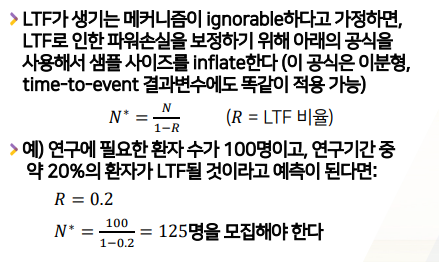 LTF가 생기는 메커니즘이 ignorable하다고 가정하면,
LTF로 인한 파워손실을 보정하기 위해 아래의 공식을
사용해서 샘플 사이즈를 inflate한다 (이 공식은 이분형,
time-to-event 결과변수에도 똑같이 적용 가능)
N* = N/(1−R) (R = LTF 비율)
예) 연구에 필요한 환자 수가 100명이고, 연구기간 중
약 20%의 환자가 LTF될 것이라고 예측이 된다면:
R = 0.2
N* = 100/(1−0.2) = 125명을 모집해야 한다